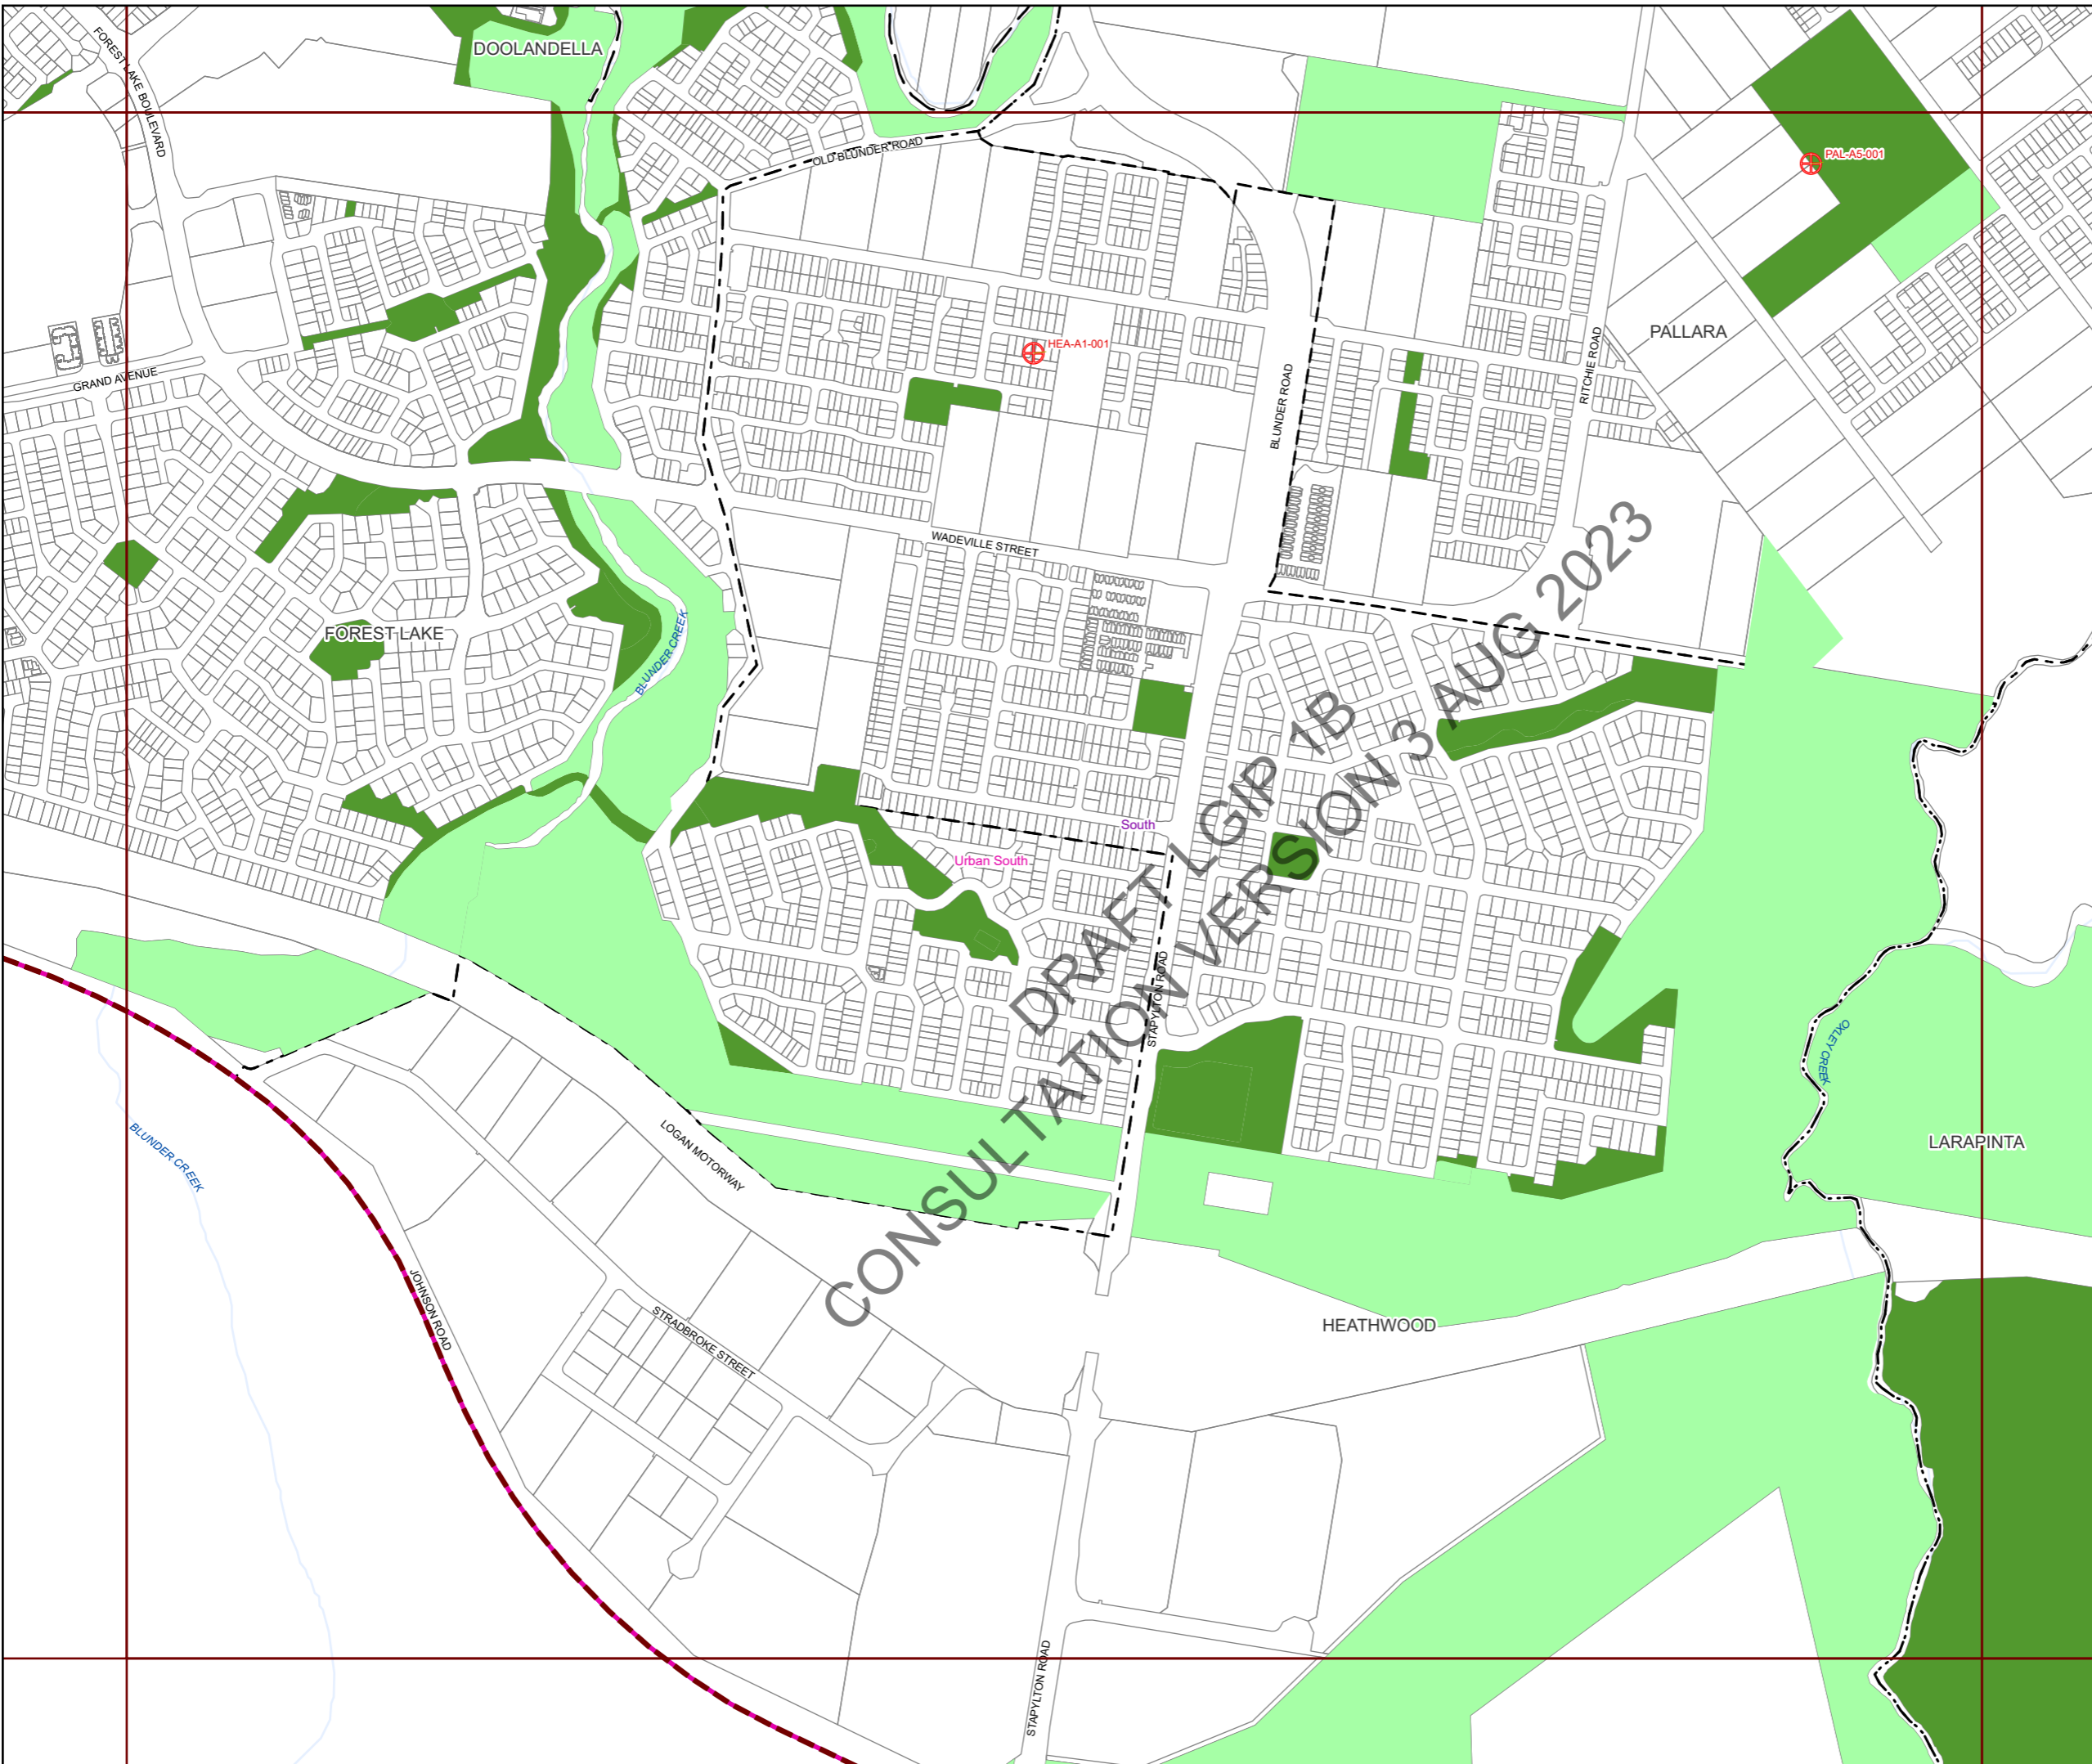 DOOLANDELLA
FOREST LAKE BOULEVARD
OLD BLUNDER ROAD
PAL-A5-001
PALLARA
HEA-A1-001
RITCHIE ROAD
GRAND AVENUE
BLUNDER ROAD
WADEVILLE STREET
FOREST LAKE
BLUNDER CREEK
South
Urban South
DRAFT LGIP 1B
CONSULTATION VERSION 3 AUG 2023
STAPYLTON ROAD
OXLEY CREEK
LARAPINTA
BLUNDER CREEK
LOGAN MOTORWAY
JOHNSON ROAD
STRADBROKE STREET
HEATHWOOD
STAPYLTON ROAD